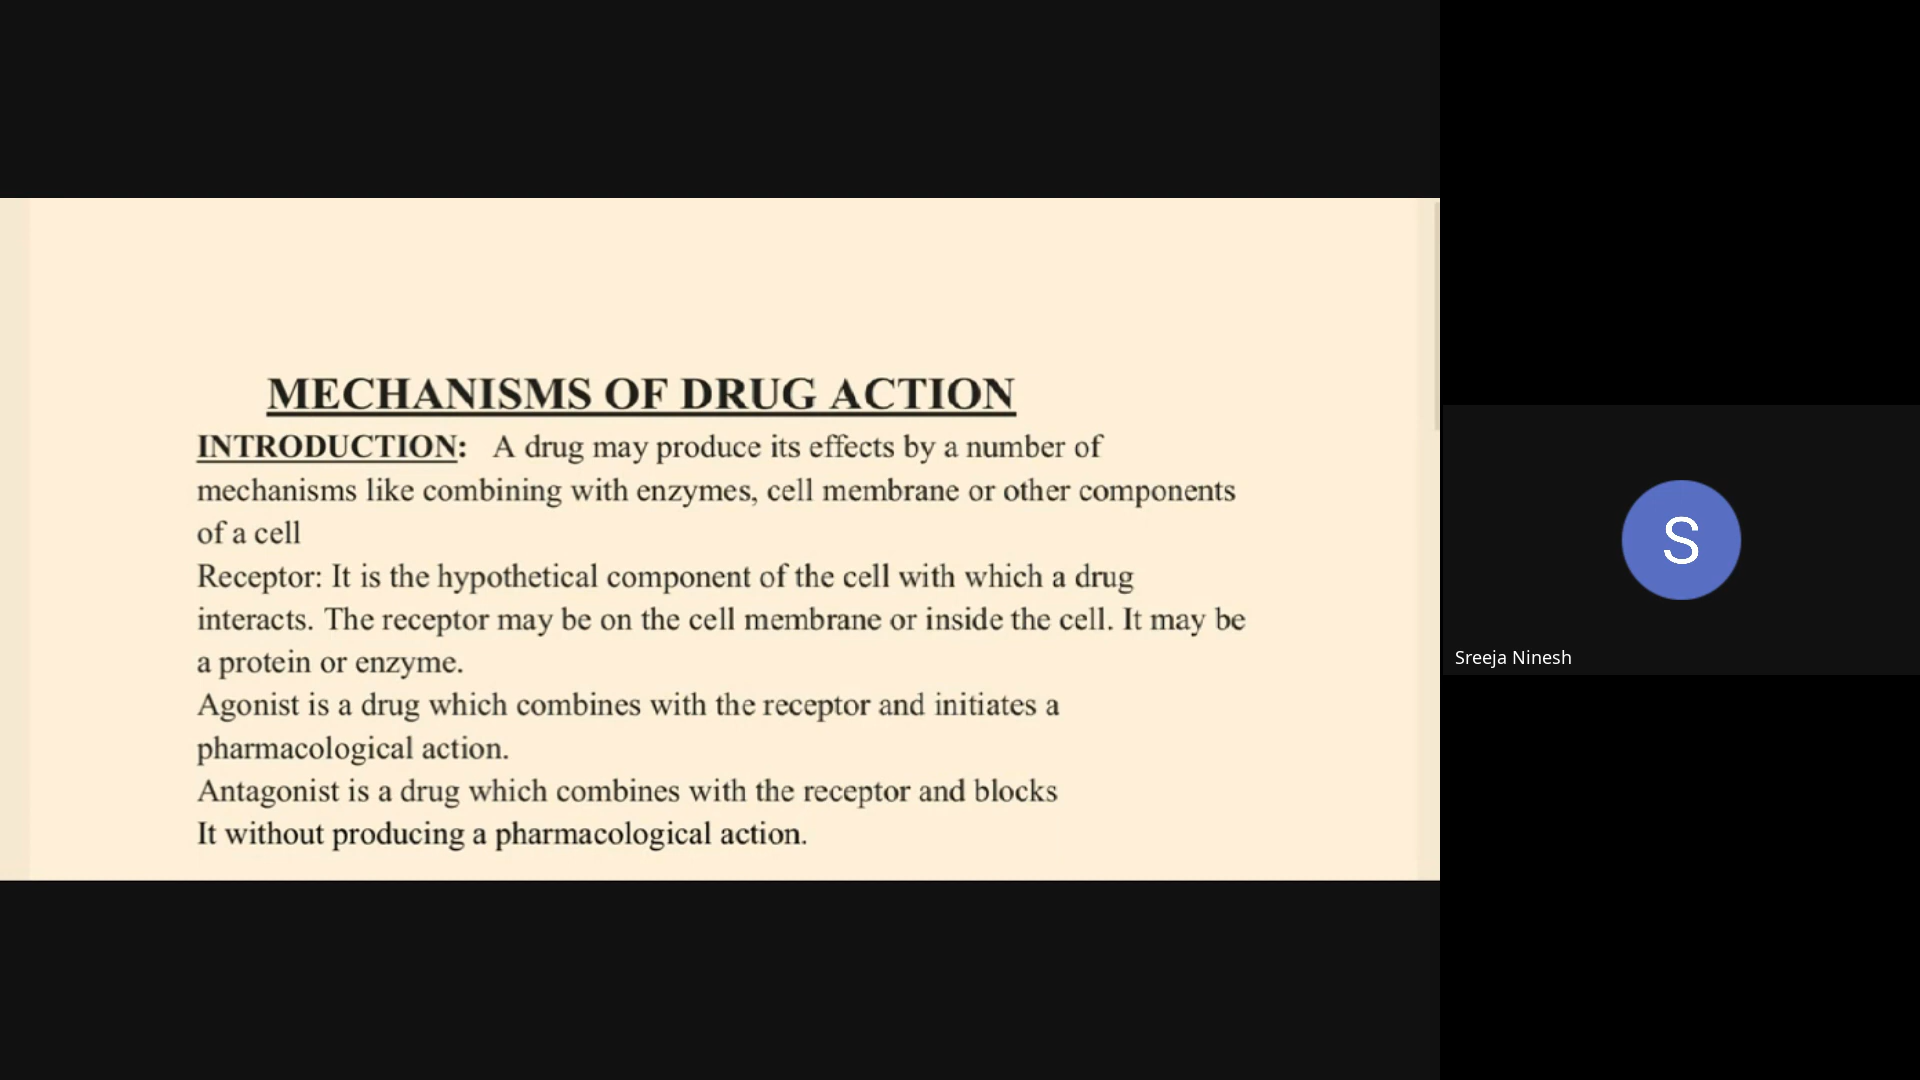 MECHANISMS OF DRUG ACTION
INTRODUCTION: A drug may produce its effects by a number of
mechanisms like combining with enzymes, cell membrane or other components
of a cell
Receptor: It is the hypothetical component of the cell with which a drug
interacts. The receptor may be on the cell membrane or inside the cell. It may be
a protein or enzyme.
Agonist is a drug which combines with the receptor and initiates a
pharmacological action.
Antagonist is a drug which combines with the receptor and blocks
It without producing a pharmacological action.
S
Sreeja Ninesh